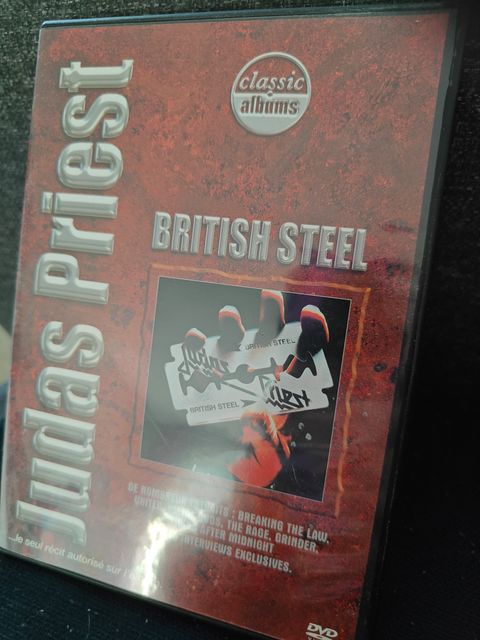 classic
albums
Judas Priest
BRITISH STEEL
BRITISH STEEL
Judas
Priest
BRITISH STEEL
DE : BREAKING THE LAW,
THE RAGE, GRINDER,
AFTER MIDNIGHT
INTERVIEWS EXCLUSIVES.
...le seul récit autorisé sur
DVD